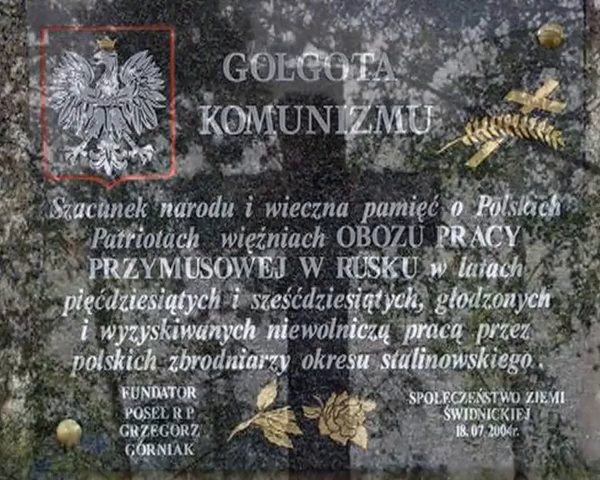 GOLGOTA
KOMUNIZMU
Szacunek narodu i wieczna pamięć o Polskich
Patriotach więźniach OBOZU PRACY
PRZYMUSOWEJ W RUSKU w latach
pięćdziesiątych i sześćdziesiątych, głodzonych
i wyzyskiwanych niewolniczą pracą przez
polskich zbrodniarzy okresu stalinowskiego.
FUNDATOR
POSEŁ R P
GRZEGORZ
GÓRNIAK
SPOŁECZEŃSTWO ZIEMI
ŚWIDNICKIEJ
18.07 2004r.